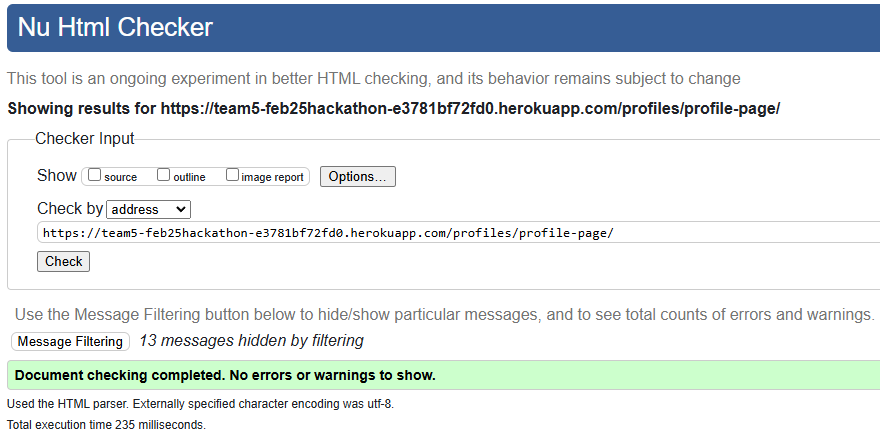 Nu Html Checker
This tool is an ongoing experiment in better HTML checking, and its behavior remains subject to change
Showing results for https://team5-feb25hackathon-e3781bf72fd0.herokuapp.com/profiles/profile-page/
Checker Input
Show source outline image report Options...
Check by address
https://team5-feb25hackathon-e3781bf72fd0.herokuapp.com/profiles/profile-page/
Check
Use the Message Filtering button below to hide/show particular messages, and to see total counts of errors and warnings.
Message Filtering 13 messages hidden by filtering
Document checking completed. No errors or warnings to show.
Used the HTML parser. Externally specified character encoding was utf-8.
Total execution time 235 milliseconds.